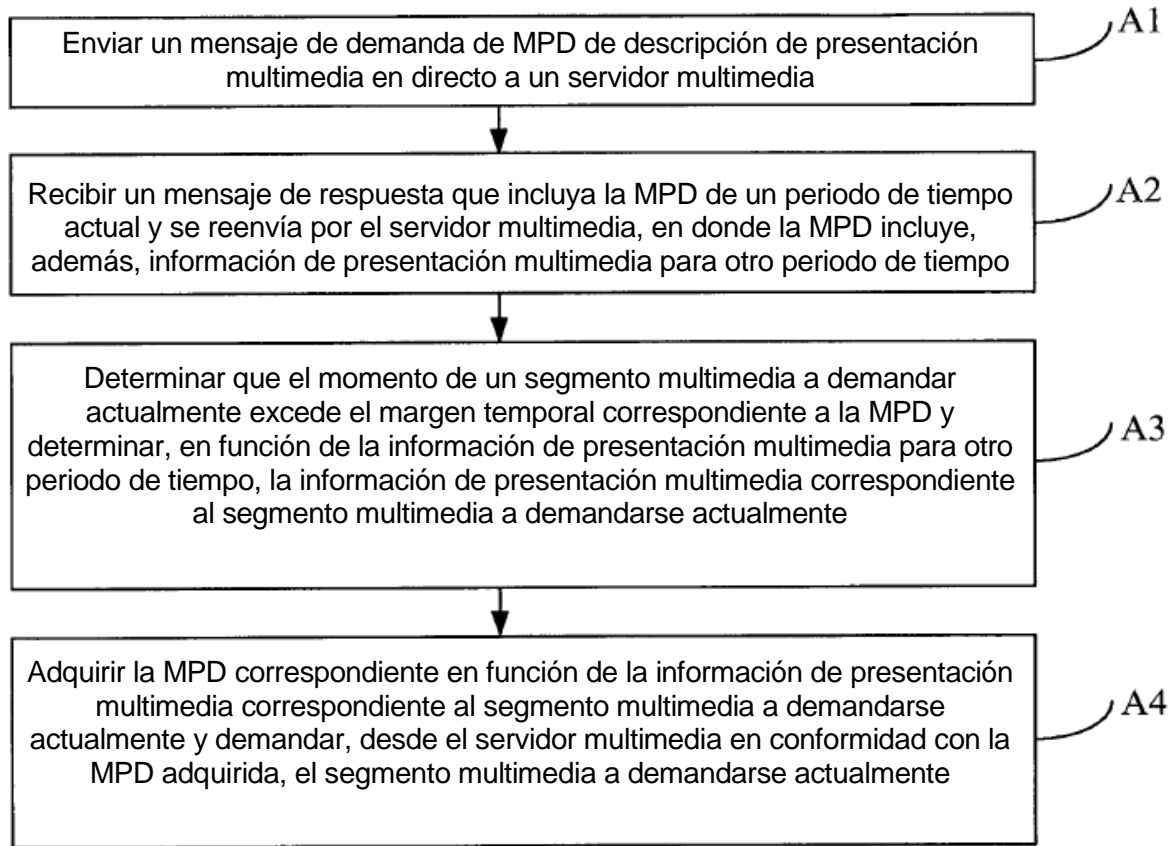 Enviar un mensaje de demanda de MPD de descripción de presentación
multimedia en directo a un servidor multimedia
A1
Recibir un mensaje de respuesta que incluya la MPD de un periodo de tiempo
actual y se reenvía por el servidor multimedia, en donde la MPD incluye,
además, información de presentación multimedia para otro periodo de tiempo
A2
Determinar que el momento de un segmento multimedia a demandar
actualmente excede el margen temporal correspondiente a la MPD y
determinar, en función de la información de presentación multimedia para otro
periodo de tiempo, la información de presentación multimedia correspondiente
al segmento multimedia a demandarse actualmente
A3
Adquirir la MPD correspondiente en función de la información de presentación
multimedia correspondiente al segmento multimedia a demandarse
actualmente y demandar, desde el servidor multimedia en conformidad con la
MPD adquirida, el segmento multimedia a demandarse actualmente
A4